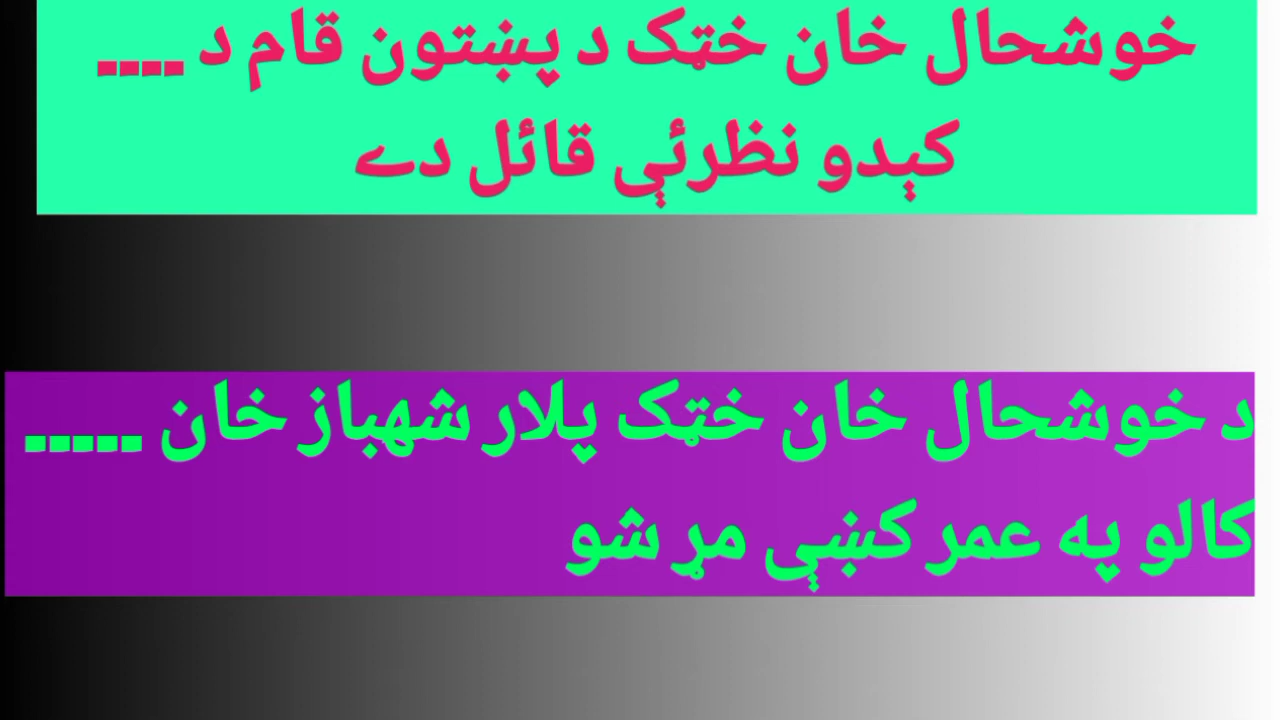 خوشحال خان خټک د پښتون قام د ----
کېدو نظرئې قائل دے
د خوشحال خان خټک پلار شهباز خان -----
کالو په عمر کښې مړ شو